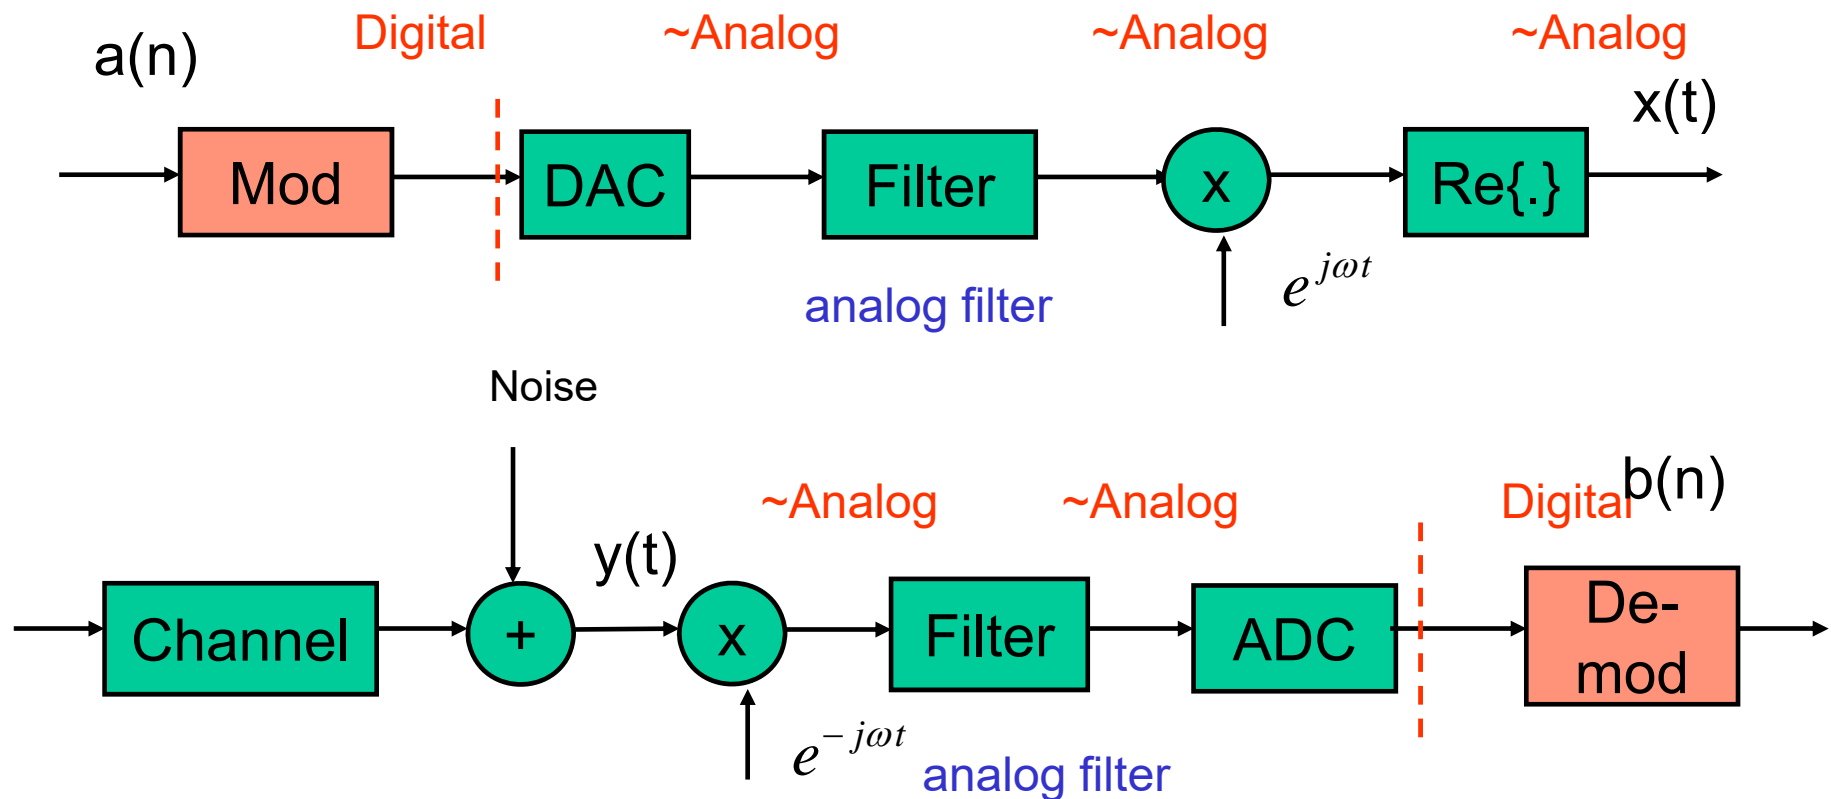 Digital ~Analog ~Analog ~Analog
a(n) x(t)
Mod DAC Filter x Re{.}
analog filter e^{jωt}
Noise
~Analog ~Analog Digital b(n)
y(t)
Channel + x Filter ADC De-
mod
e^{-jωt} analog filter